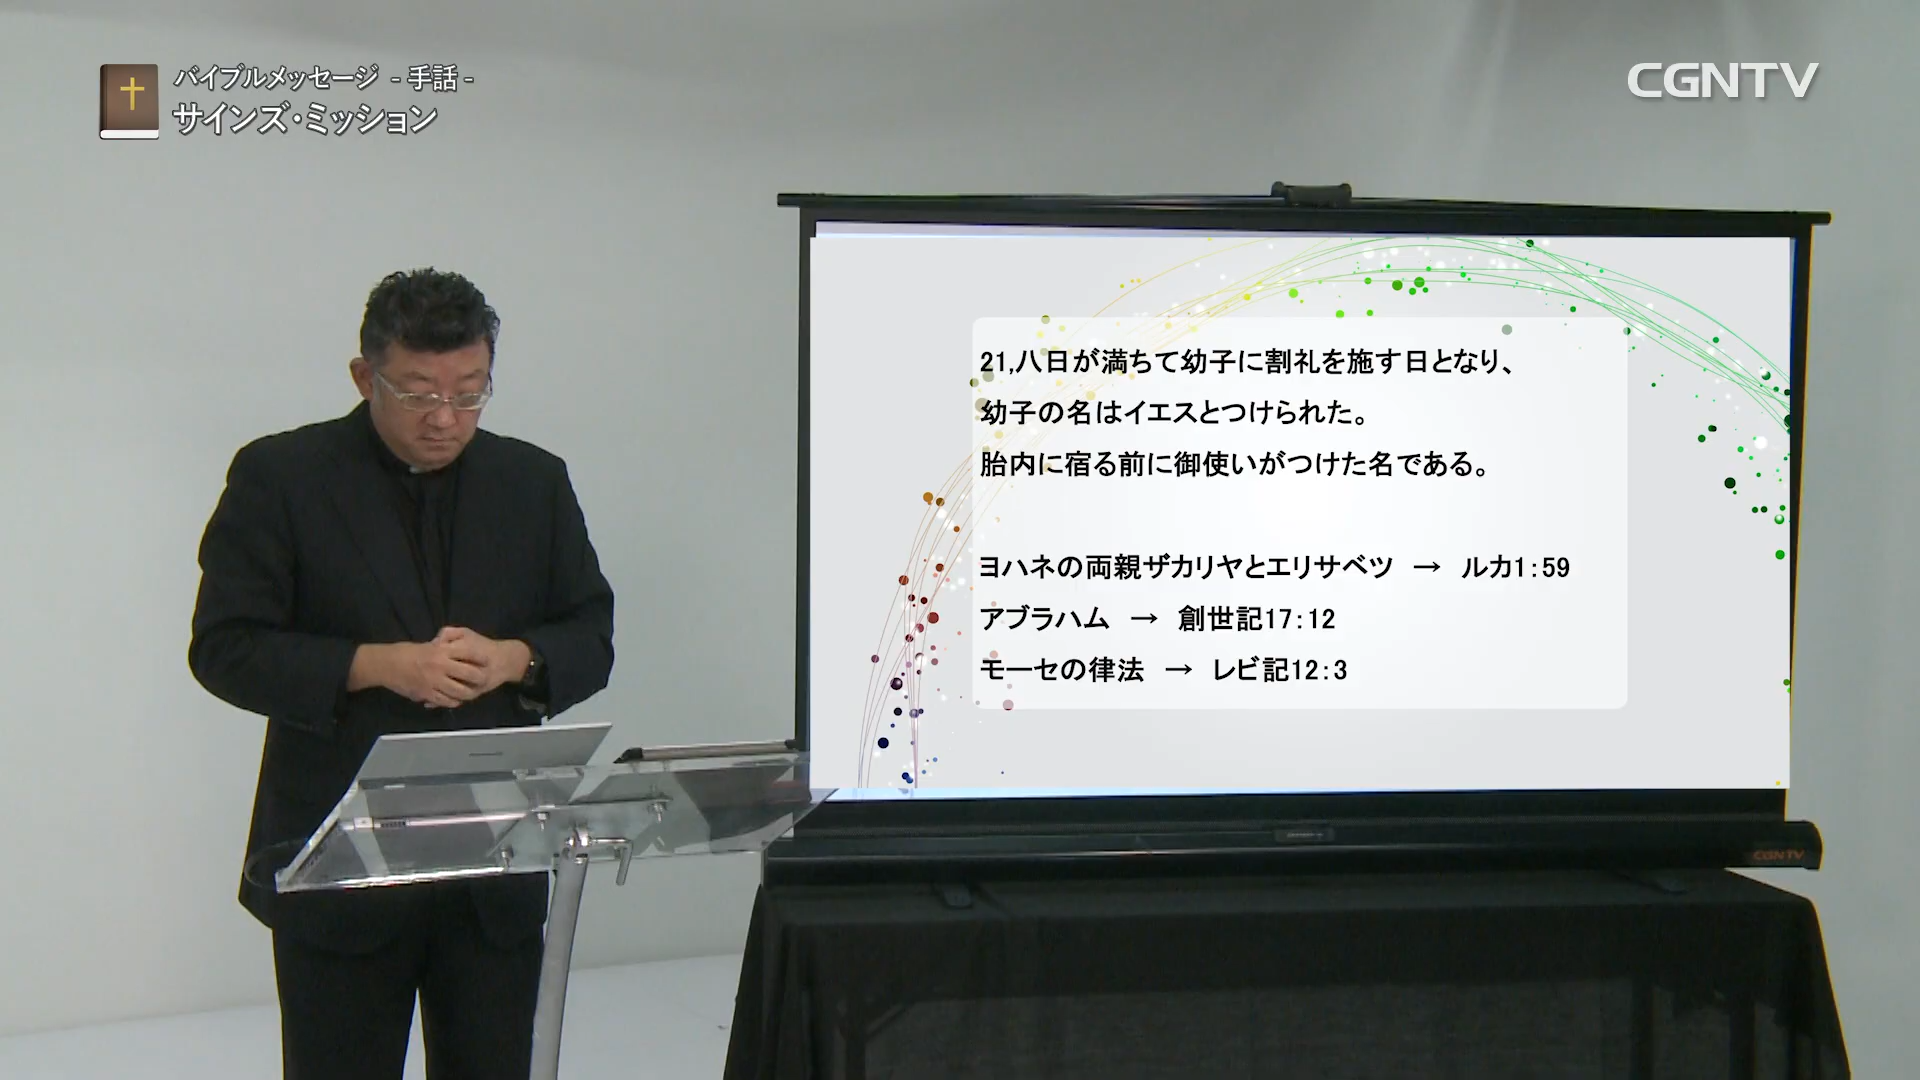 バイブルメッセージ - 手話 -
サインズ・ミッション
CGNTV
21,八日が満ちて幼子に割礼を施す日となり、
幼子の名はイエスとつけられた。
胎内に宿る前に御使いがつけた名である。
ヨハネの両親ザカリヤとエリサベツ → ルカ1:59
アブラハム → 創世記17:12
モーセの律法 → レビ記12:3
CGNTV